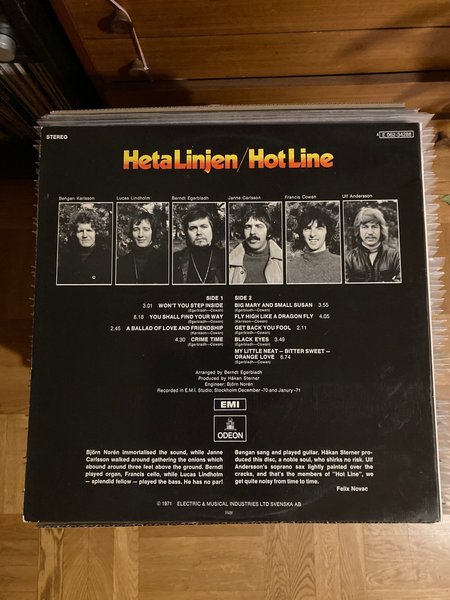 STEREO
E 062-34288
Heta Linjen/Hot Line
Bengan Karlsson
Lucas Lindholm
Berndt Egerbladh
Janne Carlsson
Francis Cowan
Ulf Andersson
SIDE 1
3.01 WON'T YOU STEP INSIDE
(Egerbladh—Cowan)
6.15 YOU SHALL FIND YOUR WAY
(Egerbladh—Cowan)
2.45 A BALLAD OF LOVE AND FRIENDSHIP
(Karlsson—Cowan)
4.30 CRIME TIME
(Egerbladh—Cowan)
SIDE 2
BIG MARY AND SMALL SUSAN 3.55
(Egerbladh—Cowan)
FLY HIGH LIKE A DRAGON FLY 4.05
(Karlsson—Cowan)
GET BACK YOU FOOL 2.11
(Egerbladh—Cowan)
BLACK EYES 3.49
(Egerbladh—Cowan)
MY LITTLE NEAT — BITTER SWEET —
ORANGE LOVE 6.74
(Egerbladh—Cowan)
Arranged by Berndt Egerbladh
Produced by Håkan Sterner
Engineer: Björn Norén
Recorded in E.M.I. Studio, Stockholm December -70 and Janury -71
EMI
ODEON
Björn Norén immortalised the sound, while Janne
Carlsson walked around gathering the onions which
abound around three feet above the ground. Berndt
played organ, Francis cello, while Lucas Lindholm
— splendid fellow — played the bass. He has no par!
Bengan sang and played guitar. Håkan Sterner pro-
duced this disc, a noble soul, who shirks no risk. Ulf
Andersson's soprano sax lightly painted over the
cracks, and that's the members of "Hot Line", we
get quite noisy from time to time.
Felix Novac
© 1971 ELECTRIC & MUSICAL INDUSTRIES LTD SVENSKA AB